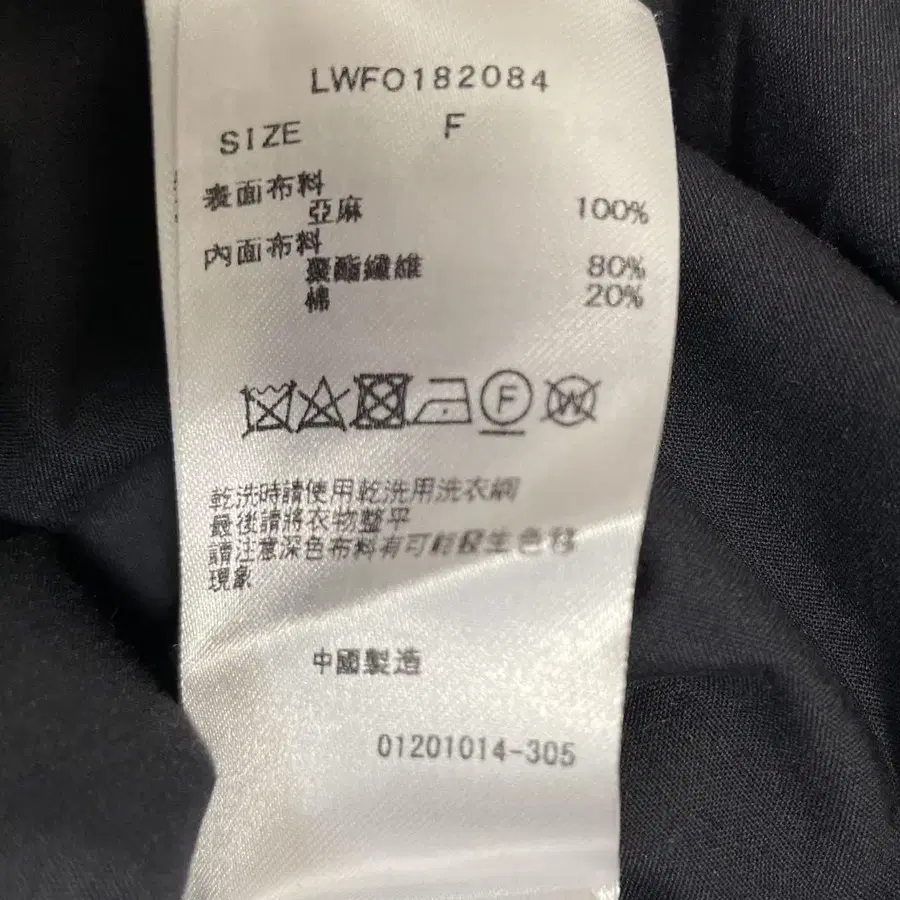 LWFO182084
SIZE F
表面布料
亞麻 100%
內面布料
聚酯纖維 80%
棉 20%
F W
乾洗時請使用乾洗用洗衣網
最後請將衣物整平
請注意深色布料有可能發生色移
現象
中國製造
01201014-305